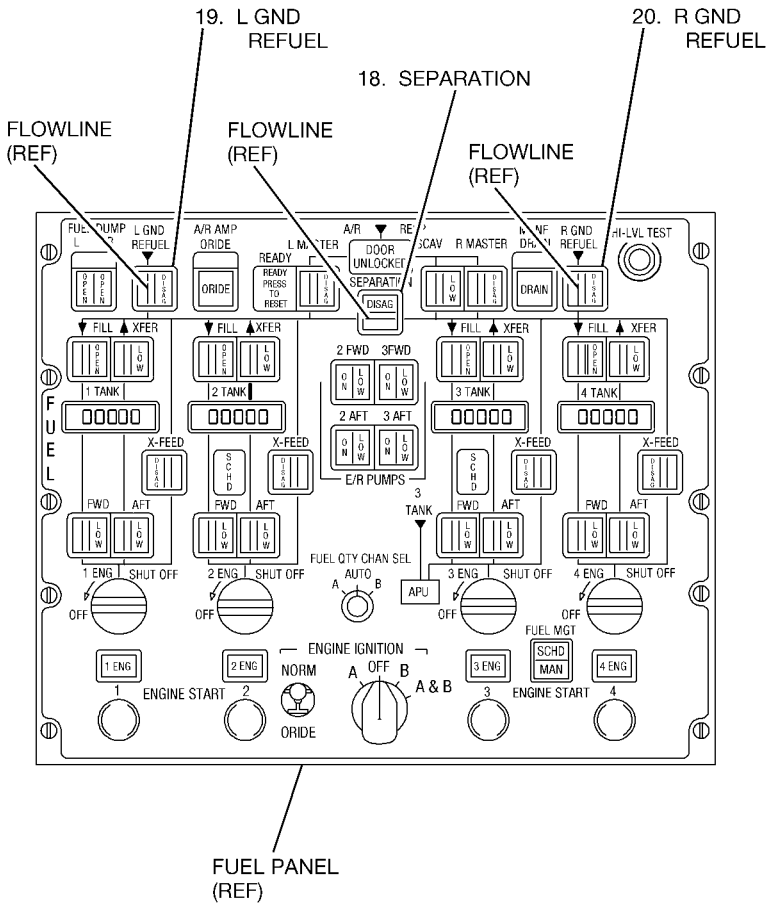 19. L GND
REFUEL
20. R GND
REFUEL
18. SEPARATION
FLOWLINE
(REF)
FLOWLINE
(REF)
FLOWLINE
(REF)
FUEL DUMP
L R
L GND
REFUEL
A/R AMP
ORIDE
L MASTER
A/R
SCAV
R MASTER
DRAIN
R GND
REFUEL
HI-LVL TEST
READY
DOOR
UNLOCKED
SEPARATION
OPEN
OPEN
DISAG
ORIDE
READY
PRESS
TO
RESET
DISAG
DISAG
LOW
DISAG
DRAIN
DISAG
FILL XFER
FILL XFER
FILL XFER
FILL XFER
OPEN
LOW
OPEN
LOW
OPEN
LOW
OPEN
LOW
2 FWD 3FWD
ON
LOW
ON
LOW
1 TANK
2 TANK
3 TANK
4 TANK
00000
00000
00000
00000
2 AFT 3 AFT
ON
LOW
ON
LOW
E/R PUMPS
FUEL
X-FEED
X-FEED
X-FEED
X-FEED
DISAG
SCHD
DISAG
SCHD
DISAG
DISAG
3
TANK
FWD AFT
FWD AFT
FWD AFT
FWD AFT
LOW
LOW
LOW
LOW
LOW
LOW
LOW
LOW
FUEL QTY CHAN SEL
AUTO
A B
1 ENG SHUT OFF
2 ENG SHUT OFF
APU
3 ENG SHUT OFF
4 ENG SHUT OFF
OFF
OFF
OFF
OFF
FUEL MGT
SCHD
MAN
ENGINE IGNITION
1 ENG
2 ENG
3 ENG
4 ENG
NORM
A OFF B
A & B
1 ENGINE START 2
3 ENGINE START 4
ORIDE
FUEL PANEL
(REF)